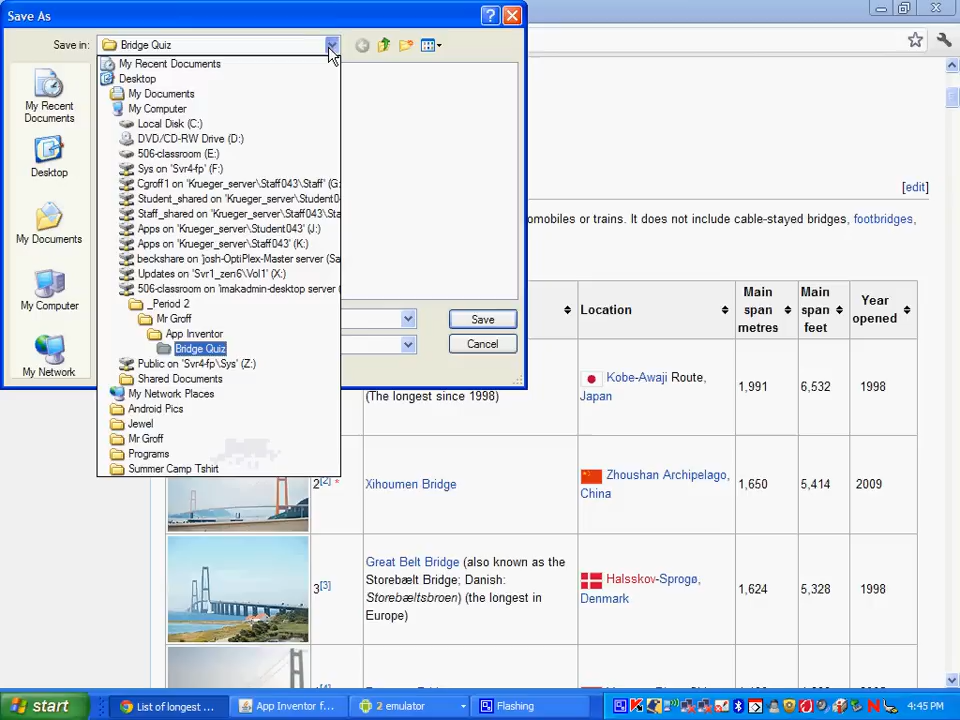 Save As
Save in: Bridge Quiz
My Recent Documents
Desktop
My Documents
My Computer
Local Disk (C:)
DVD/CD-RW Drive (D:)
506-classroom (E:)
Sys on 'Svr4-fp' (F:)
Cgroff1 on 'Krueger_server\Staff043\Staff' (G:
Student_shared on 'Krueger_server\Student0
Staff_shared on 'Krueger_server\Staff043\Sta
Apps on 'Krueger_server\Student043' (J:)
Apps on 'Krueger_server\Staff043' (K:)
beckshare on 'josh-OptiPlex-Master server (Sa
Updates on 'Svr1_zen6\Vol1' (X:)
506-classroom on 'lmakadmin-desktop server (
_Period 2
Mr Groff
App Inventor
Bridge Quiz
Public on 'Svr4-fp\Sys' (Z:)
Shared Documents
My Network Places
Android Pics
Jewel
Mr Groff
Programs
Summer Camp Tshirt
My Recent Documents
Desktop
My Documents
My Computer
My Network
Save
Cancel
[edit]
omobiles or trains. It does not include cable-stayed bridges, footbridges,
Location
Main span metres
Main span feet
Year opened
(The longest since 1998)
Kobe-Awaji Route, Japan
1,991
6,532
1998
2[2] *
Xihoumen Bridge
Zhoushan Archipelago, China
1,650
5,414
2009
3[3]
Great Belt Bridge (also known as the
Storebælt Bridge; Danish:
Storebæltsbroen) (the longest in
Europe)
Halsskov-Sprogø, Denmark
1,624
5,328
1998
start
List of longest ...
App Inventor f...
2 emulator
Flashing
4:45 PM